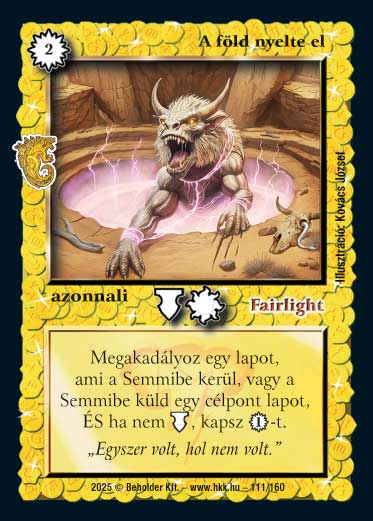 2
A föld nyelte el
Illusztráció: Kovács József
azonnali
Fairlight
Megakadályoz egy lapot,
ami a Semmibe kerül, vagy a
Semmibe küld egy célpont lapot,
ÉS ha nem , kapsz 1-t.
„Egyszer volt, hol nem volt.”
2025 © Beholder Kft. – www.hkk.hu – 111/160